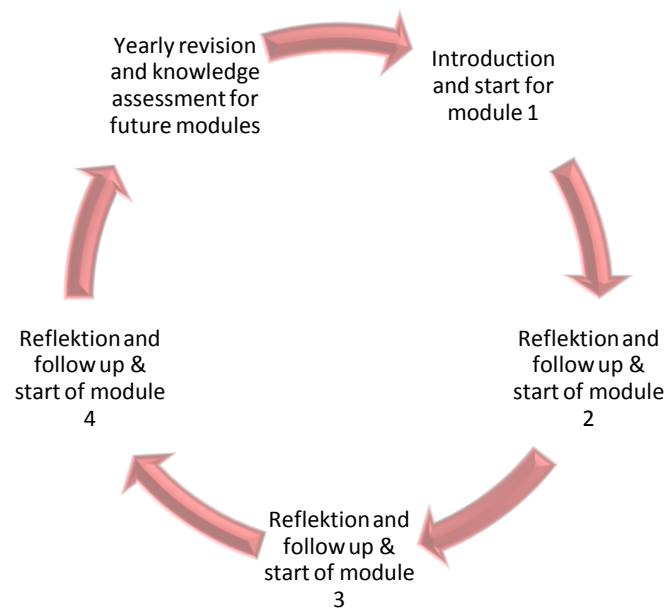 Yearly revision
and knowledge
assessment for
future modules
Introduction
and start for
module 1
Reflektion and
follow up &
start of module
2
Reflektion and
follow up &
start of module
3
Reflektion and
follow up &
start of module
4